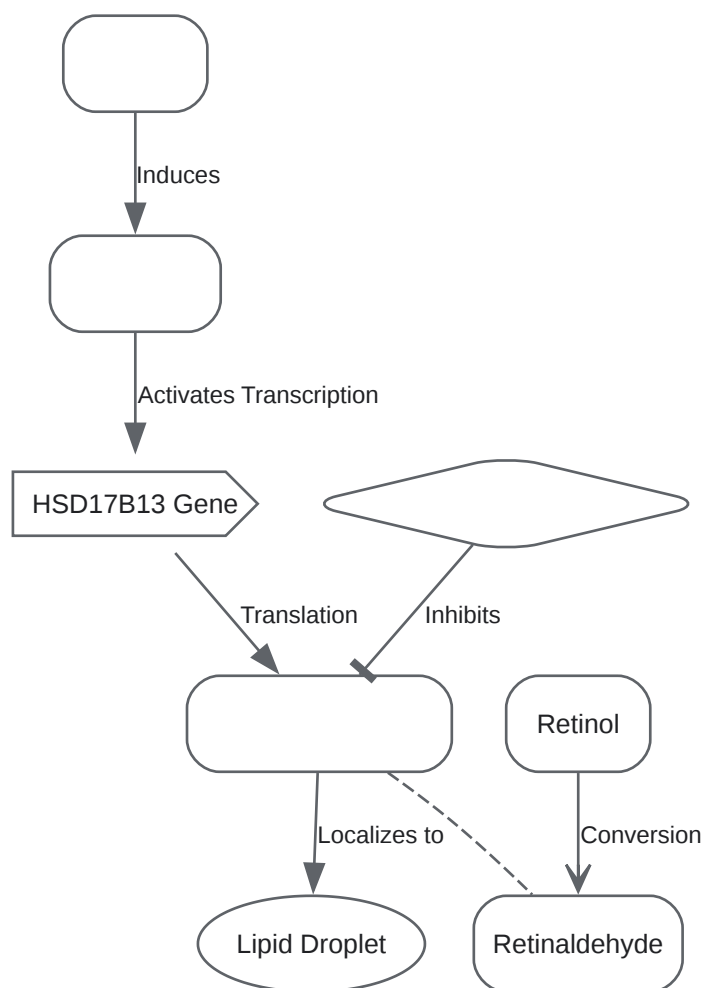 Induces
Activates Transcription
HSD17B13 Gene
Translation
Inhibits
Retinol
Localizes to
Conversion
Lipid Droplet
Retinaldehyde